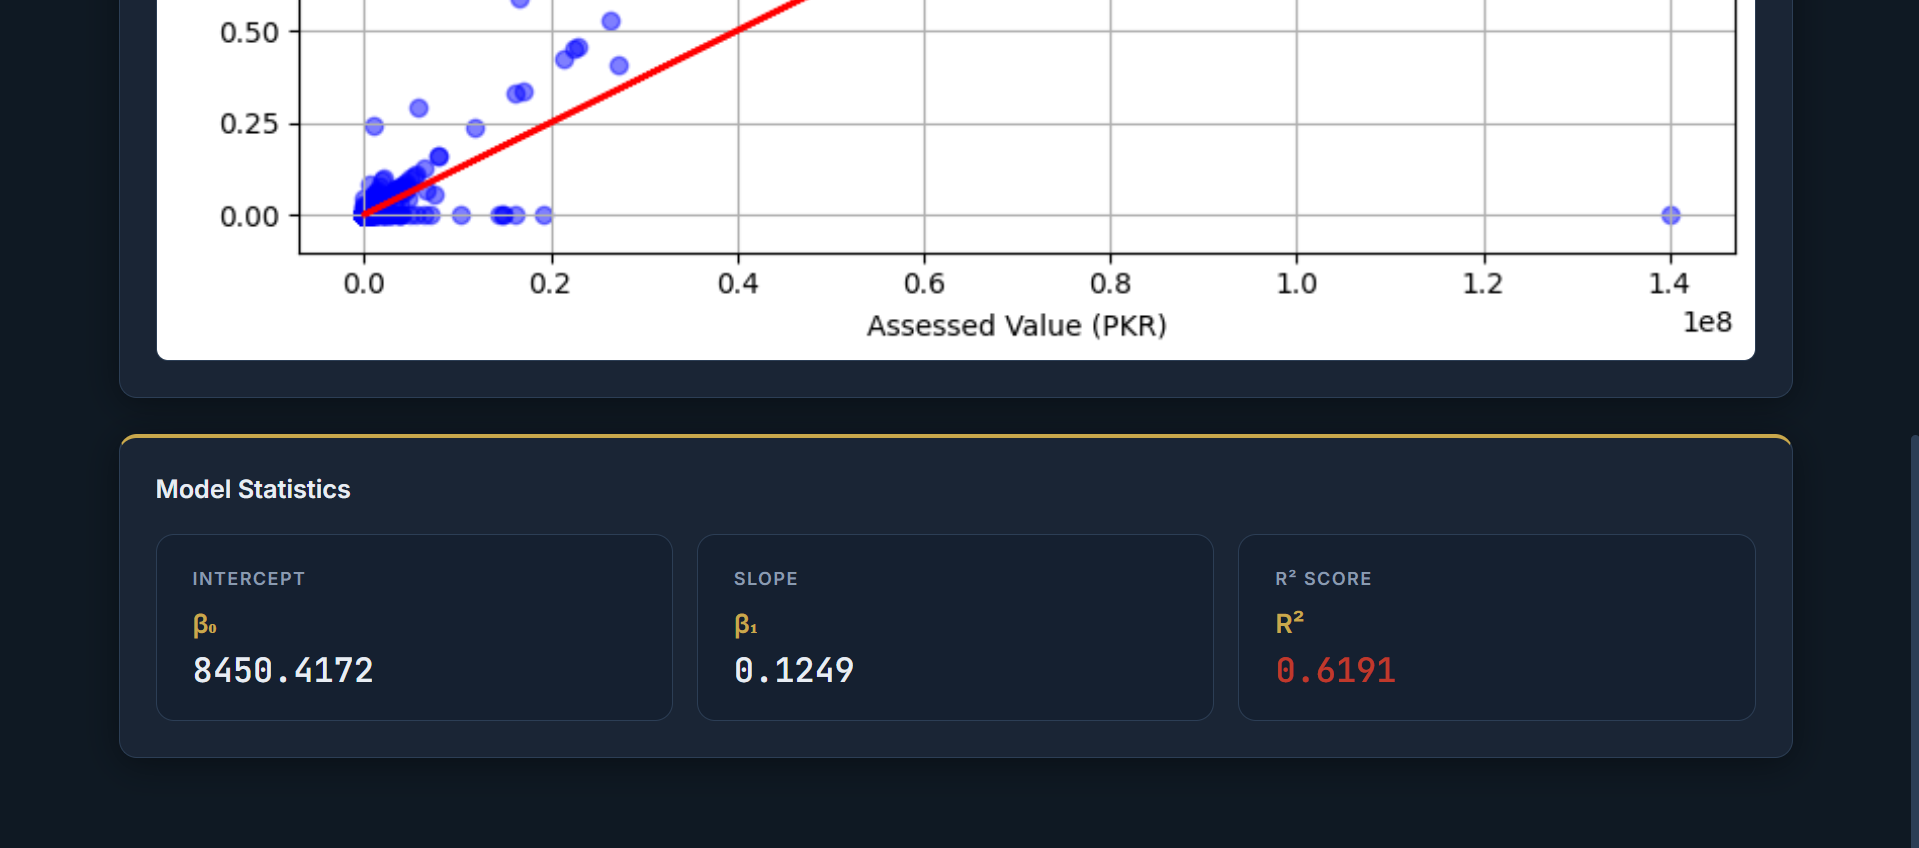 0.50
0.25
0.00
0.0 0.2 0.4 0.6 0.8 1.0 1.2 1.4
Assessed Value (PKR)
1e8
Model Statistics
INTERCEPT
β₀
8450.4172
SLOPE
β₁
0.1249
R² SCORE
R²
0.6191